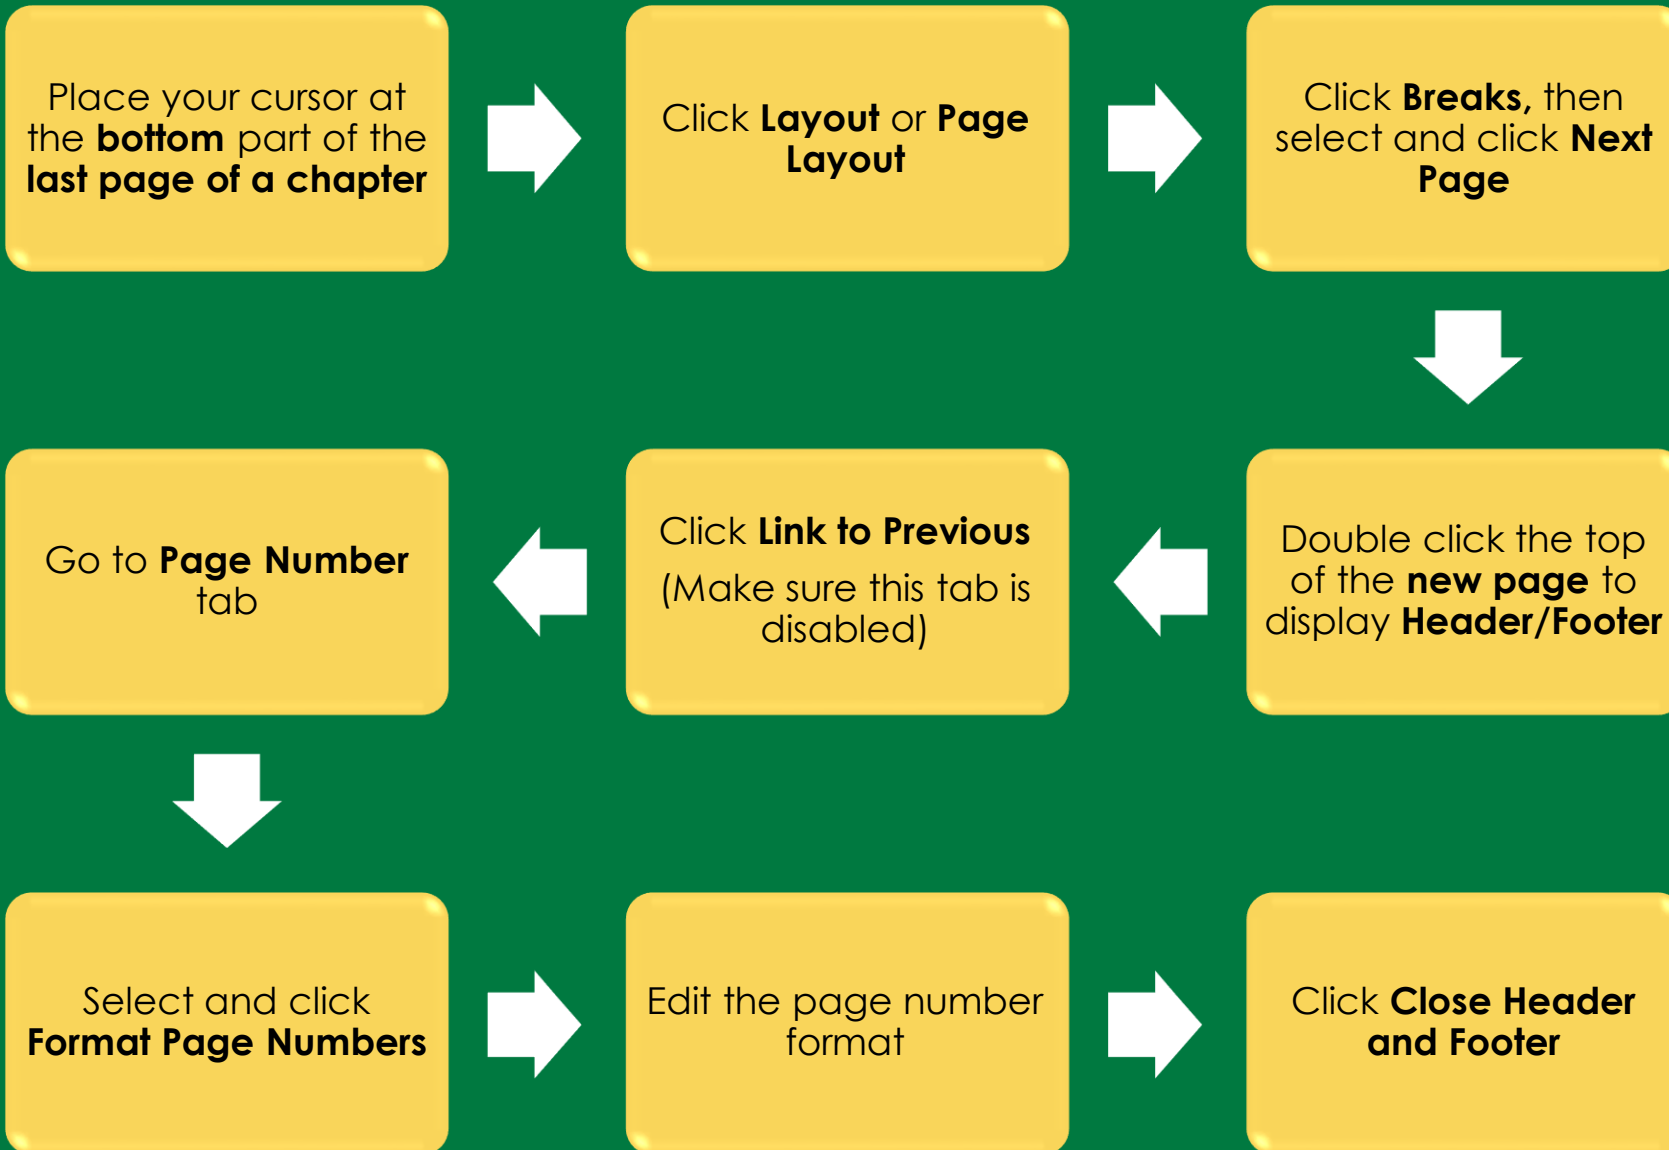 Place your cursor at
the bottom part of the
last page of a chapter
Click Layout or Page
Layout
Click Breaks, then
select and click Next
Page
Double click the top
of the new page to
display Header/Footer
Click Link to Previous
(Make sure this tab is
disabled)
Go to Page Number
tab
Select and click
Format Page Numbers
Edit the page number
format
Click Close Header
and Footer